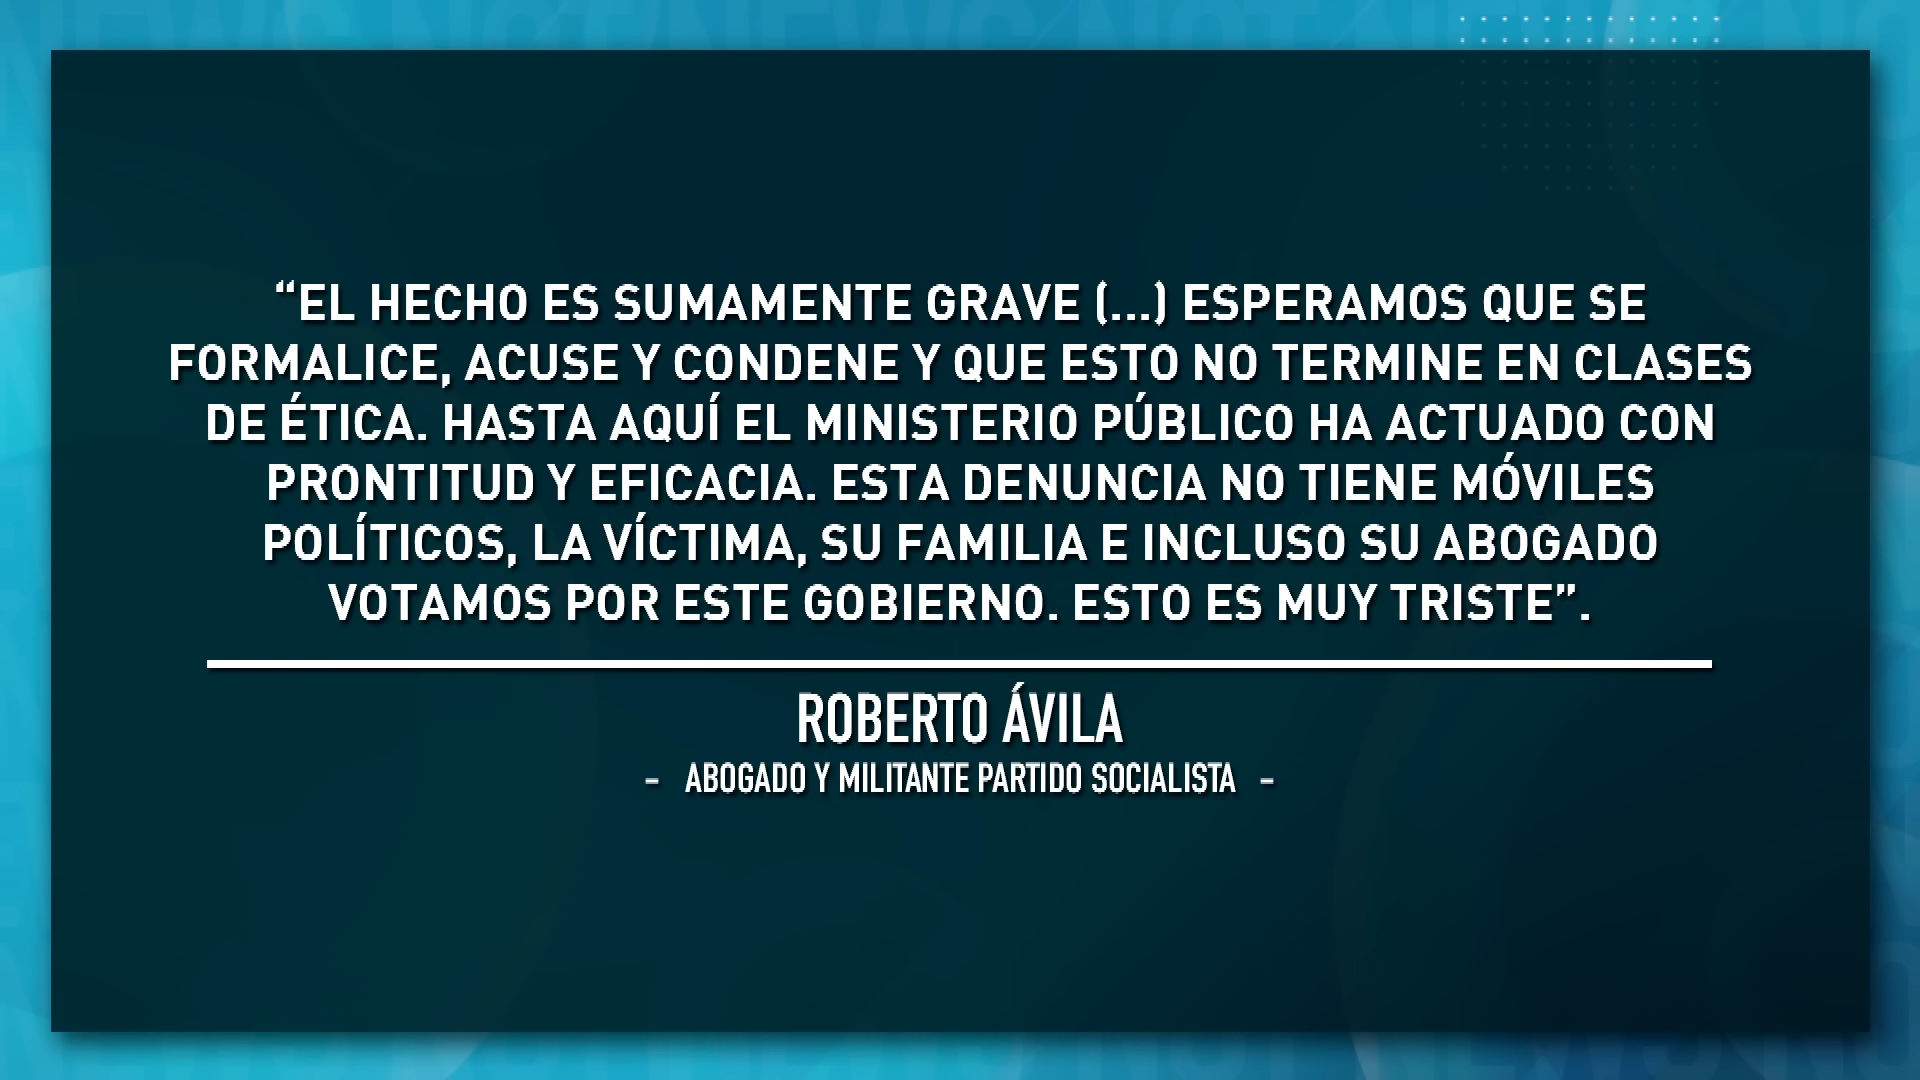 “EL HECHO ES SUMAMENTE GRAVE (...) ESPERAMOS QUE SE
FORMALICE, ACUSE Y CONDENE Y QUE ESTO NO TERMINE EN CLASES
DE ÉTICA. HASTA AQUÍ EL MINISTERIO PÚBLICO HA ACTUADO CON
PRONTITUD Y EFICACIA. ESTA DENUNCIA NO TIENE MÓVILES
POLÍTICOS, LA VÍCTIMA, SU FAMILIA E INCLUSO SU ABOGADO
VOTAMOS POR ESTE GOBIERNO. ESTO ES MUY TRISTE”.
ROBERTO ÁVILA
- ABOGADO Y MILITANTE PARTIDO SOCIALISTA -